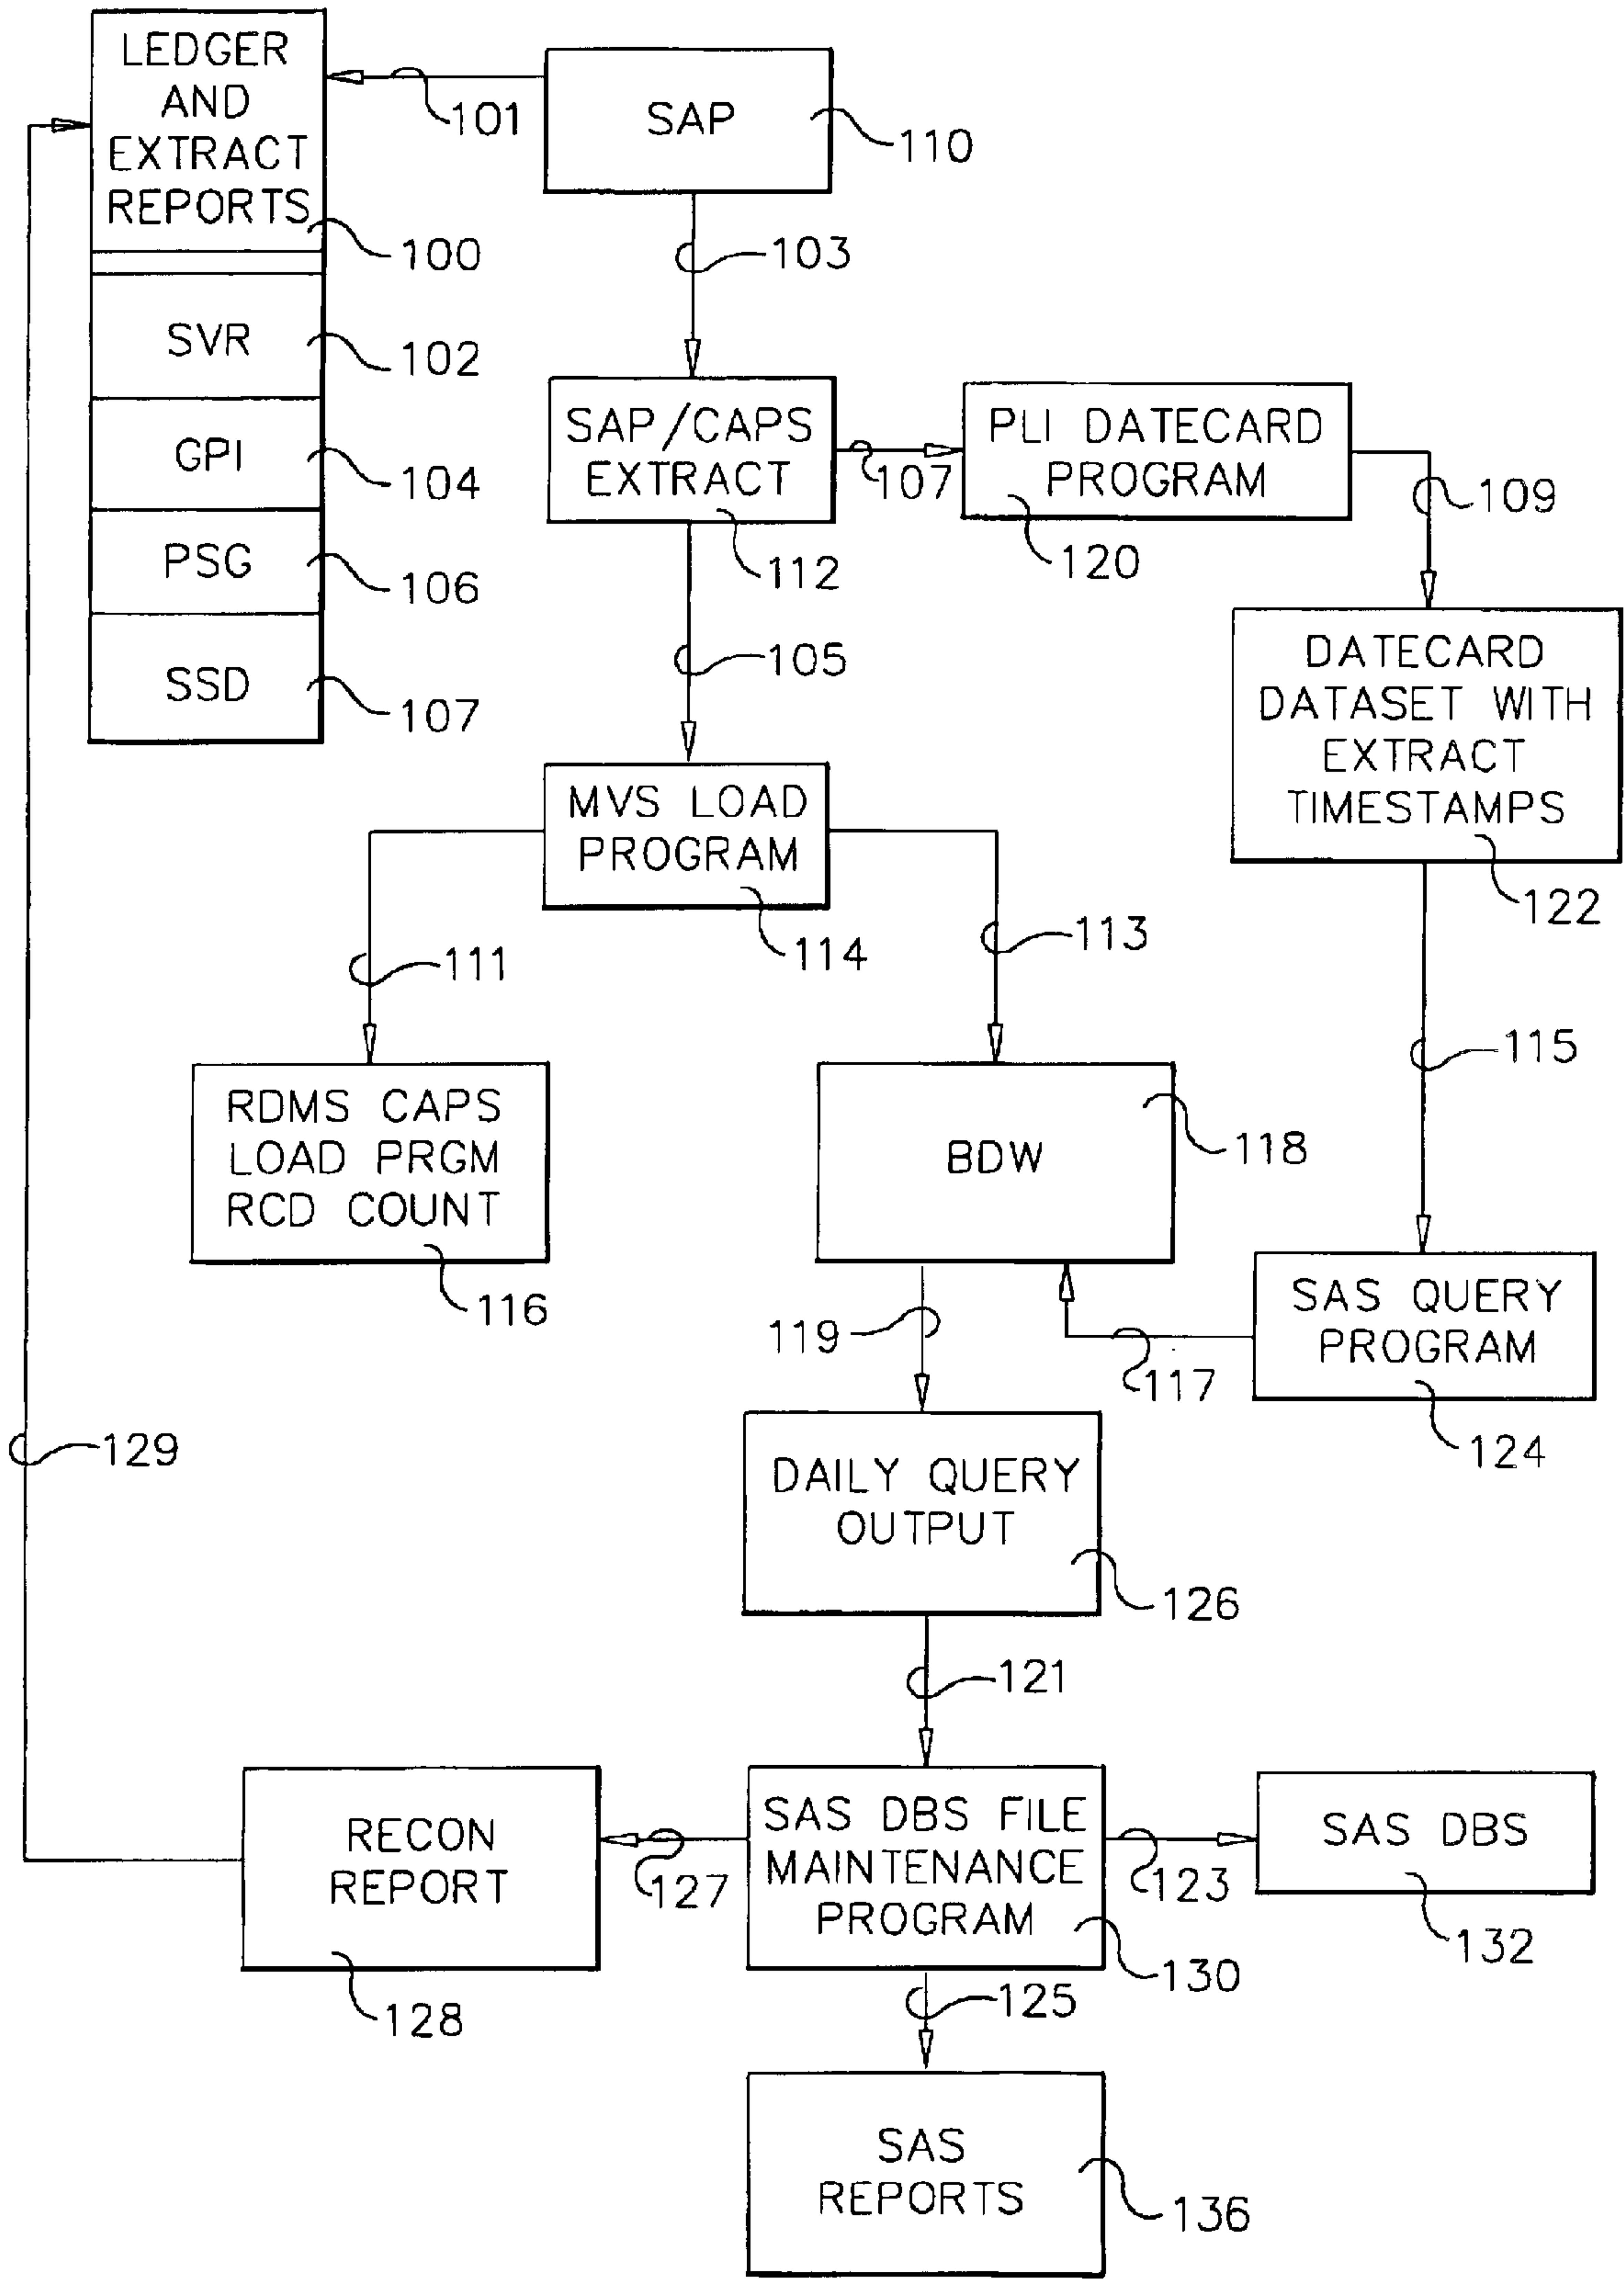 LEDGER
AND
EXTRACT
REPORTS
100
101
SAP
110
103
SVR
102
GPI
104
PSG
106
SSD
107
SAP/CAPS
EXTRACT
112
107
PLI DATECARD
PROGRAM
120
109
105
DATECARD
DATASET WITH
EXTRACT
TIMESTAMPS
122
MVS LOAD
PROGRAM
114
111
113
115
RDMS CAPS
LOAD PRGM
RCD COUNT
116
BDW
118
119
117
SAS QUERY
PROGRAM
124
129
DAILY QUERY
OUTPUT
126
121
RECON
REPORT
128
127
SAS DBS FILE
MAINTENANCE
PROGRAM
130
123
SAS DBS
132
125
SAS
REPORTS
136